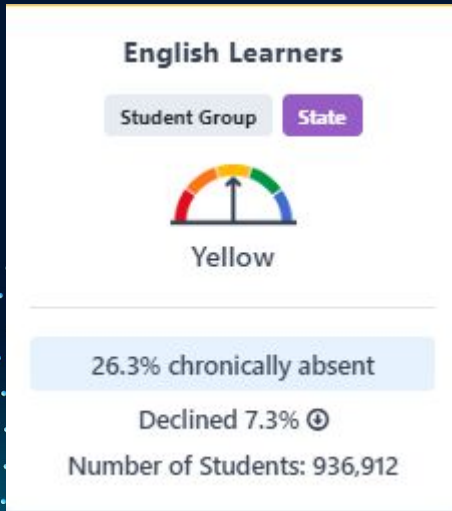 English Learners
Student Group State
Yellow
26.3% chronically absent
Declined 7.3%
Number of Students: 936,912